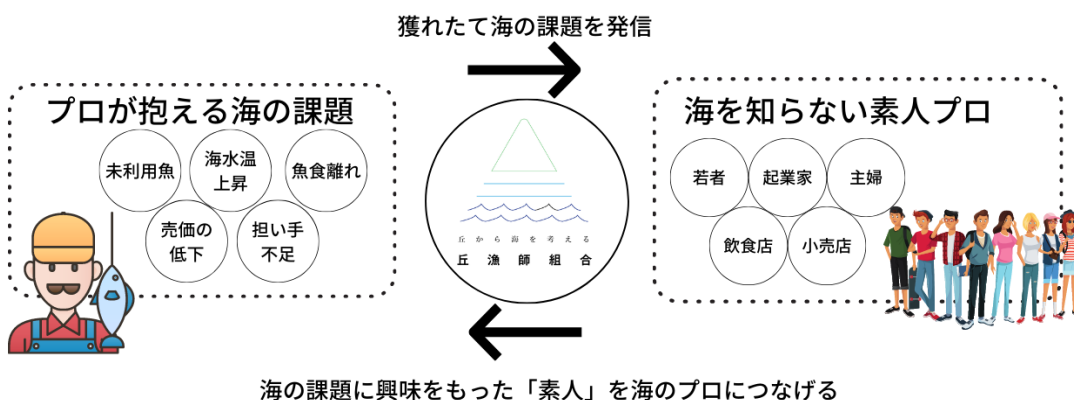 獲れたて海の課題を発信
プロが抱える海の課題
未利用魚
海水温
上昇
魚食離れ
売価の
低下
担い手
不足
丘から海を考える
丘漁師組合
海を知らない素人プロ
若者
起業家
主婦
飲食店
小売店
海の課題に興味をもった「素人」を海のプロにつなげる